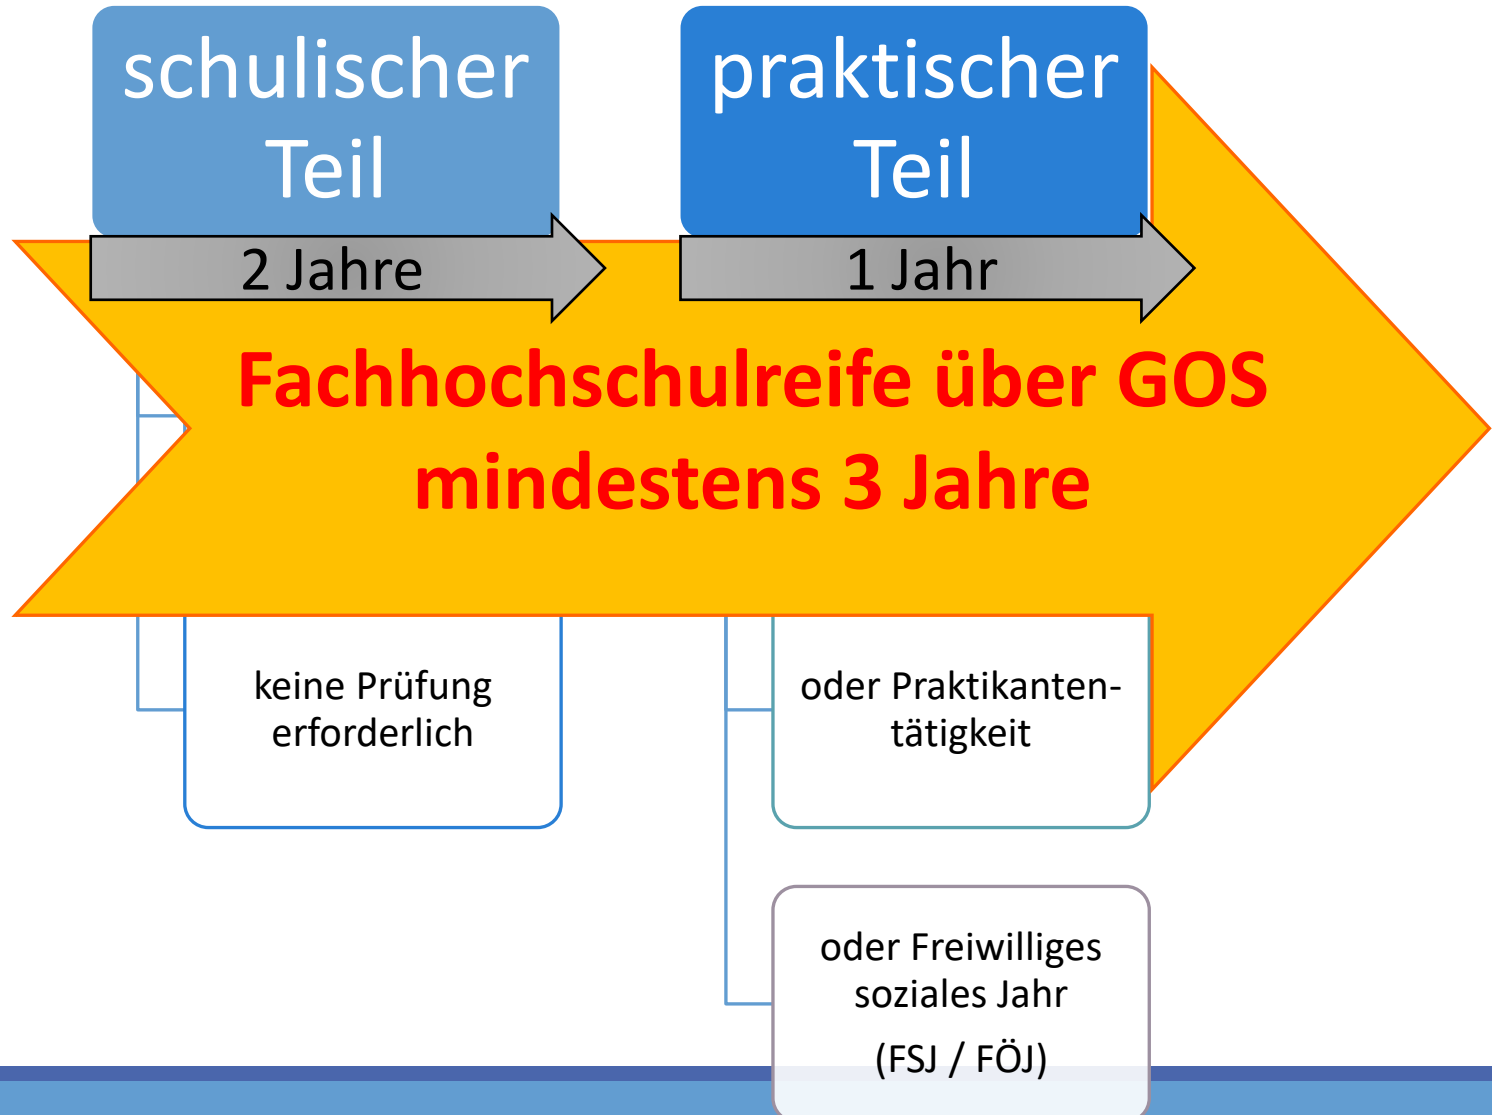 schulischer
Teil
2 Jahre
praktischer
Teil
1 Jahr
Fachhochschulreife über GOS
mindestens 3 Jahre
keine Prüfung
erforderlich
oder Praktikanten-
tätigkeit
oder Freiwilliges
soziales Jahr
(FSJ / FÖJ)